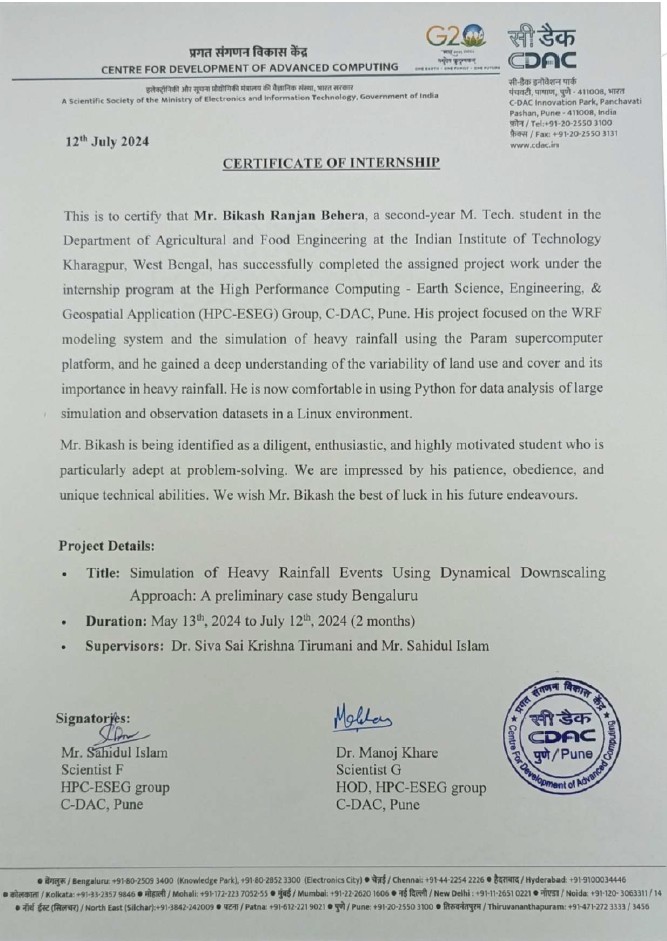 प्रगत संगणन विकास केंद्र
CENTRE FOR DEVELOPMENT OF ADVANCED COMPUTING
इलेक्ट्रॉनिकी और सूचना प्रौद्योगिकी मंत्रालय की वैज्ञानिक संस्था, भारत सरकार
A Scientific Society of the Ministry of Electronics and Information Technology, Government of India
G20
वसुधैव कुटुम्बकम्
ONE EARTH • ONE FAMILY • ONE FUTURE
सी डैक
CDAC
सी-डैक इनोवेशन पार्क
पंचवटी, पाषाण, पुणे - 411008, भारत
C-DAC Innovation Park, Panchavati
Pashan, Pune - 411008, India
फ़ोन / Tel:+91-20-2550 3100
फ़ैक्स / Fax: +91-20-2550 3131
www.cdac.in
12th July 2024
CERTIFICATE OF INTERNSHIP
This is to certify that Mr. Bikash Ranjan Behera, a second-year M. Tech. student in the
Department of Agricultural and Food Engineering at the Indian Institute of Technology
Kharagpur, West Bengal, has successfully completed the assigned project work under the
internship program at the High Performance Computing - Earth Science, Engineering, &
Geospatial Application (HPC-ESEG) Group, C-DAC, Pune. His project focused on the WRF
modeling system and the simulation of heavy rainfall using the Param supercomputer
platform, and he gained a deep understanding of the variability of land use and cover and its
importance in heavy rainfall. He is now comfortable in using Python for data analysis of large
simulation and observation datasets in a Linux environment.
Mr. Bikash is being identified as a diligent, enthusiastic, and highly motivated student who is
particularly adept at problem-solving. We are impressed by his patience, obedience, and
unique technical abilities. We wish Mr. Bikash the best of luck in his future endeavours.
Project Details:
• Title: Simulation of Heavy Rainfall Events Using Dynamical Downscaling
Approach: A preliminary case study Bengaluru
• Duration: May 13th, 2024 to July 12th, 2024 (2 months)
• Supervisors: Dr. Siva Sai Krishna Tirumani and Mr. Sahidul Islam
Signatories:
Mr. Sahidul Islam
Scientist F
HPC-ESEG group
C-DAC, Pune
Dr. Manoj Khare
Scientist G
HOD, HPC-ESEG group
C-DAC, Pune
प्रगत संगणन विकास केंद्र
सी डैक
CDAC
पुणे / Pune
Centre For Development of Advanced Computing
● बेंगलूरू / Bengaluru: +91-80-2509 3400 (Knowledge Park), +91-80-2852 3300 (Electronics City) ● चेन्नई / Chennai: +91-44-2254 2226 ● हैदराबाद / Hyderabad: +91-9100034446
● कोलकाता / Kolkata: +91-33-2357 9846 ● मोहाली / Mohali: +91-172-223 7052-55 ● मुंबई / Mumbai: +91-22-2620 1606 ● नई दिल्ली / New Delhi : +91-11-2651 0221 ● नोएडा / Noida: +91-120- 3063311 / 14
● नॉर्थ ईस्ट (सिलचर) / North East (Silchar):+91-3842-242009 ● पटना / Patna: +91-612-221 9021 ● पुणे / Pune: +91-20-2550 3100 ● तिरुवनंतपुरम / Thiruvananthapuram: +91-471-272 3333 / 3456